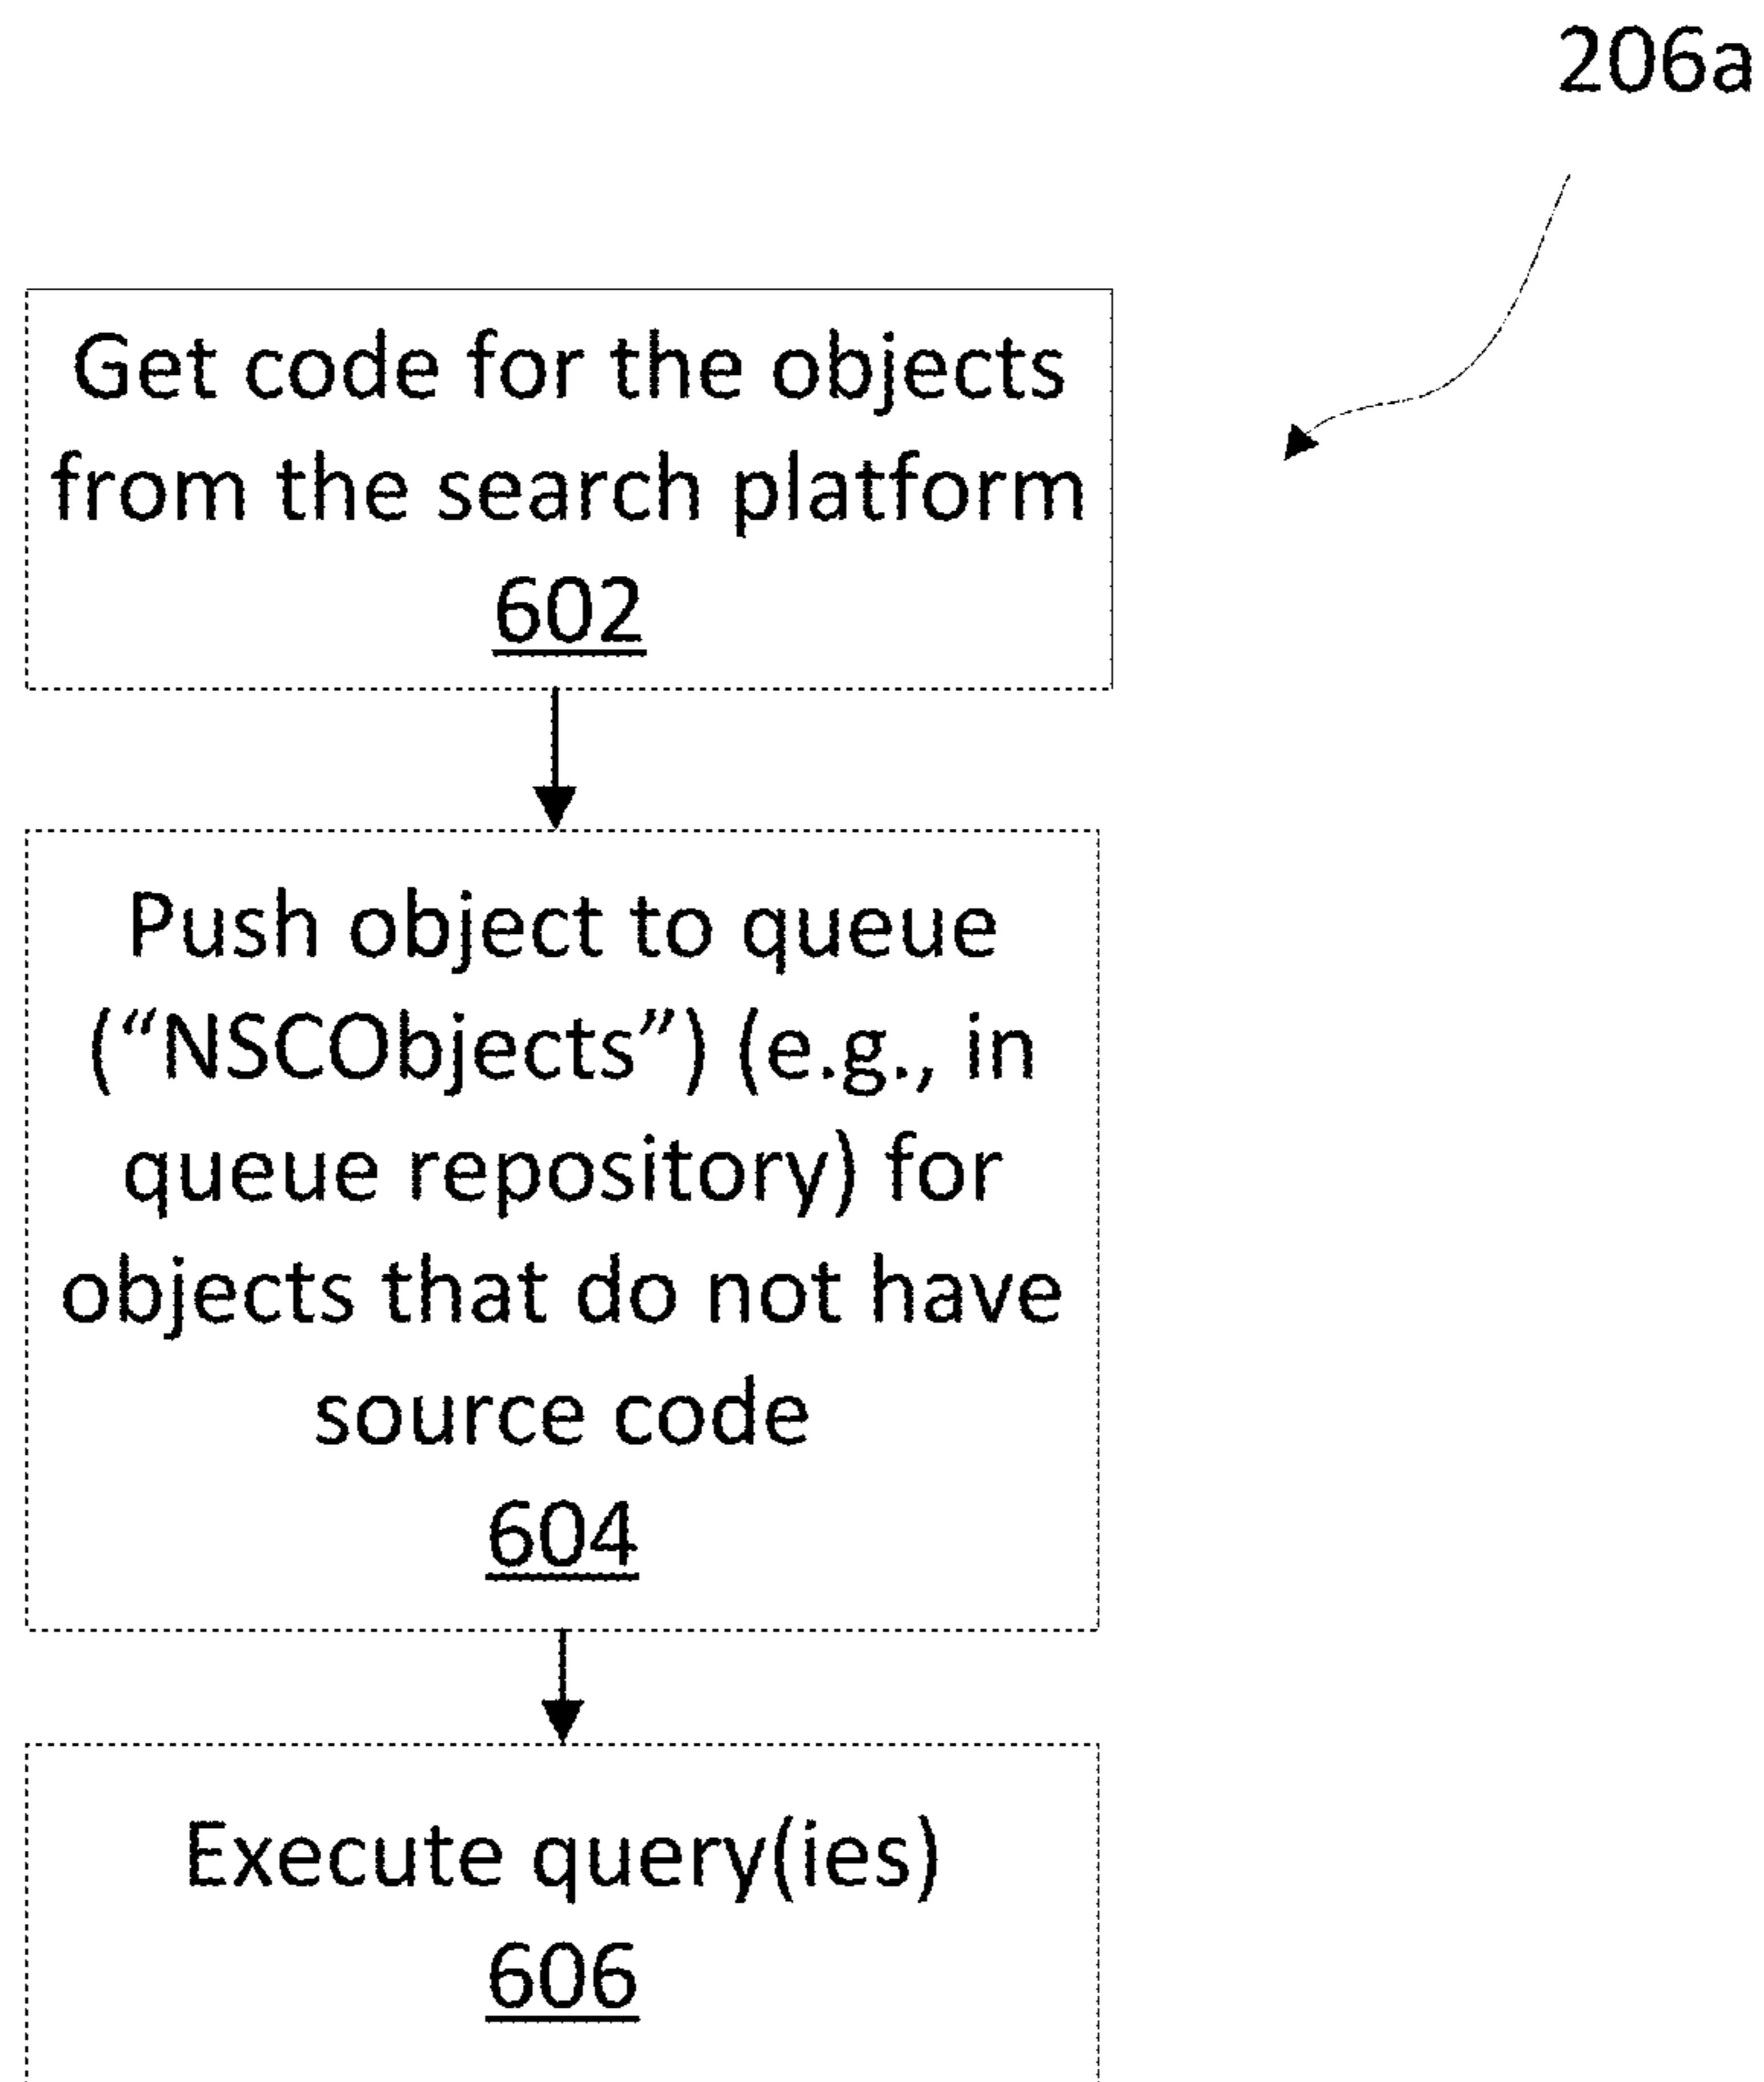 206a
Get code for the objects
from the search platform
602
Push object to queue
(“NSCObjects”) (e.g., in
queue repository) for
objects that do not have
source code
604
Execute query(ies)
606